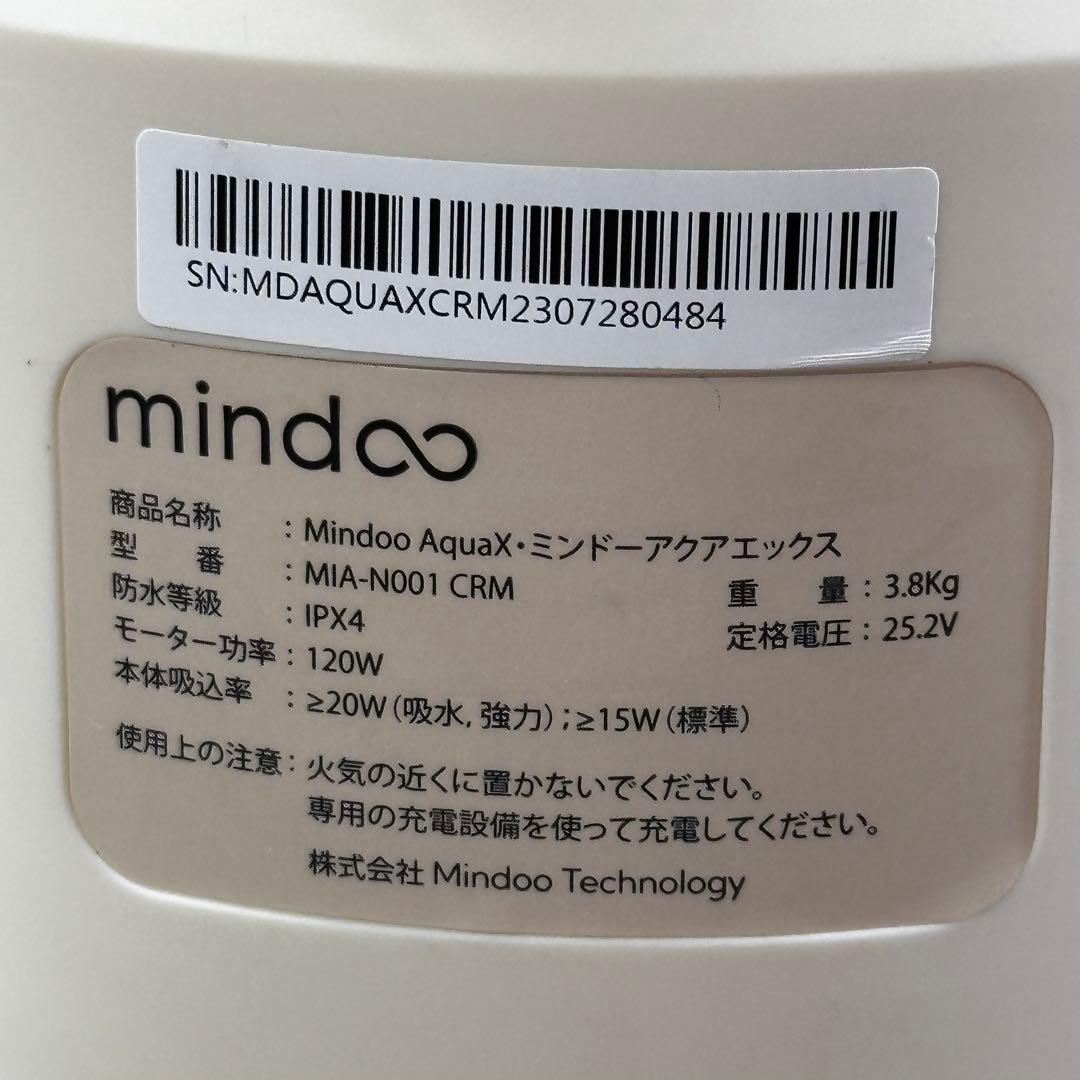 SN:MDAQUAXCRM2307280484
mindoo
商品名称 : Mindoo AquaX・ミンドーアクアエックス
型 番 : MIA-N001 CRM 重 量 : 3.8Kg
防水等級 : IPX4 定格電圧 : 25.2V
モーター功率 : 120W
本体吸込率 : ≥20W(吸水, 強力);≥15W(標準)
使用上の注意 : 火気の近くに置かないでください。
専用の充電設備を使って充電してください。
株式会社 Mindoo Technology